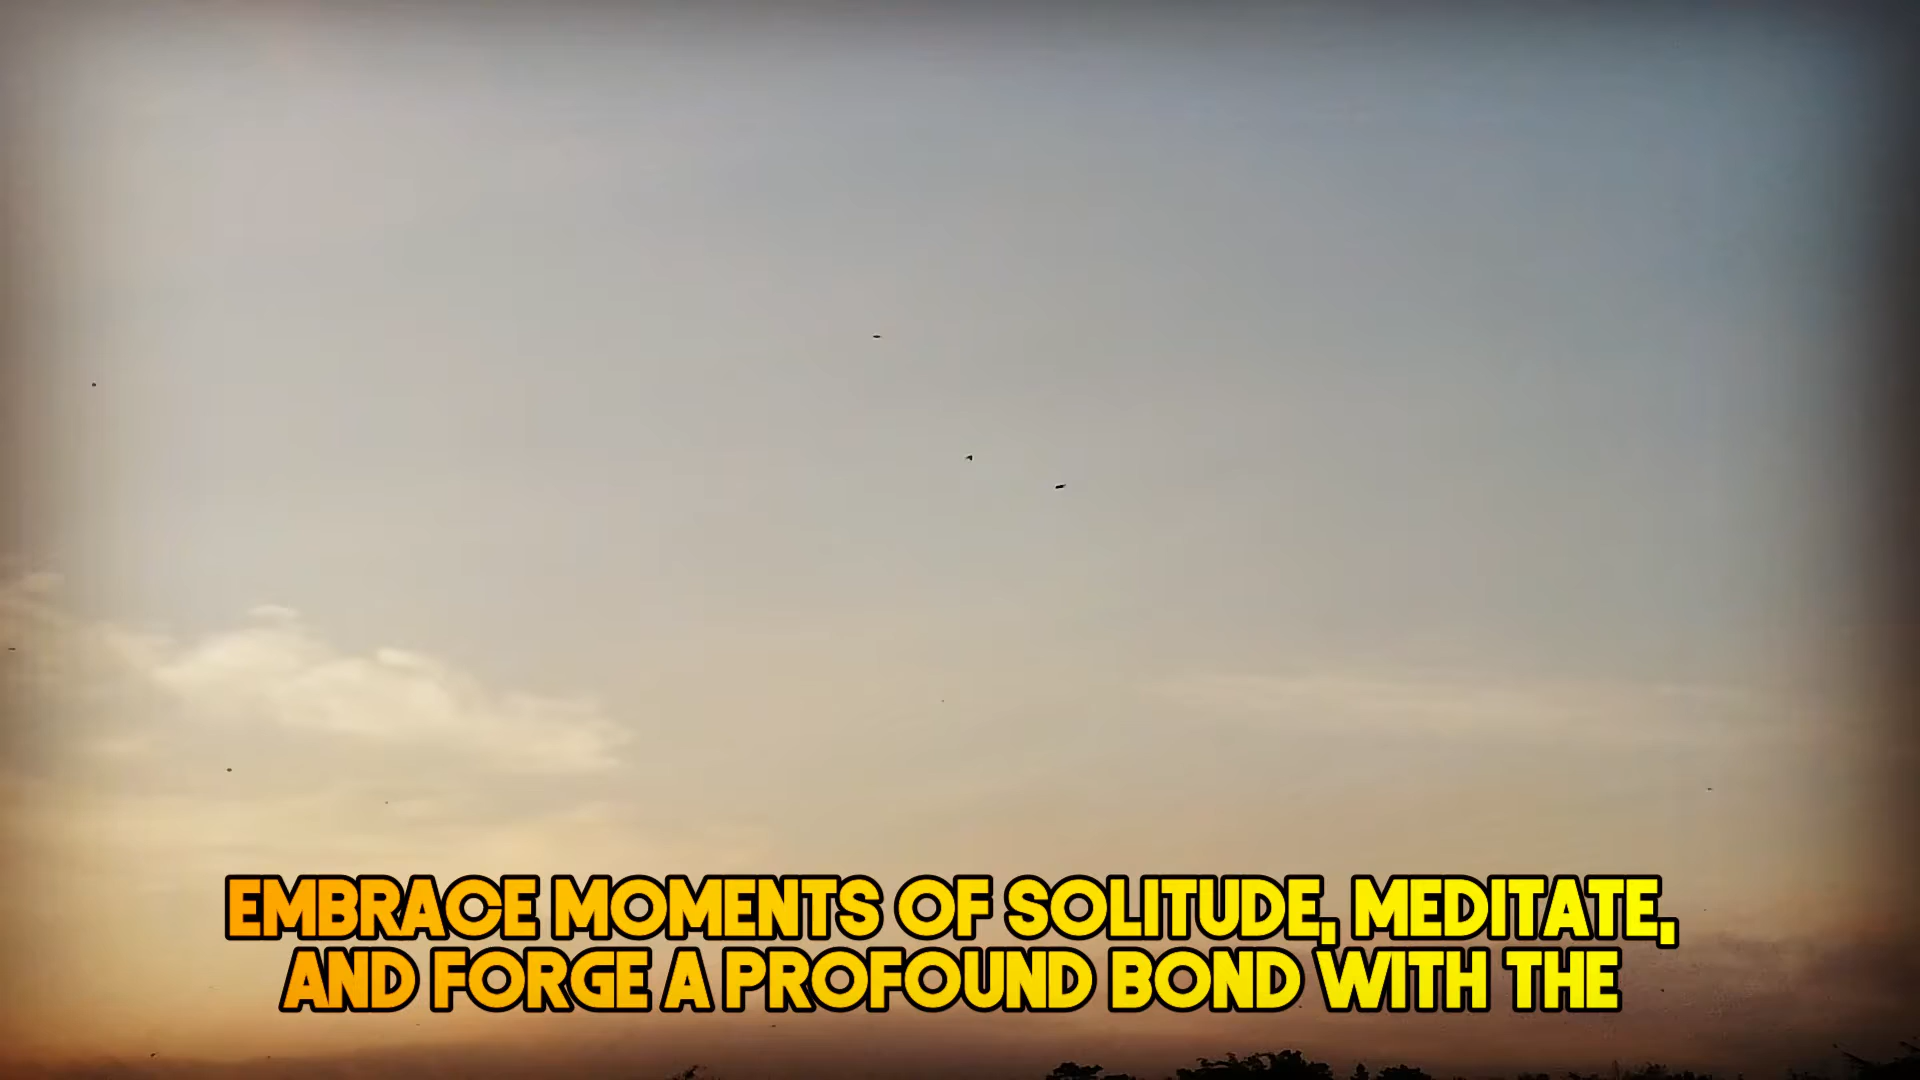 EMBRACE MOMENTS OF SOLITUDE, MEDITATE,
AND FORGE A PROFOUND BOND WITH THE